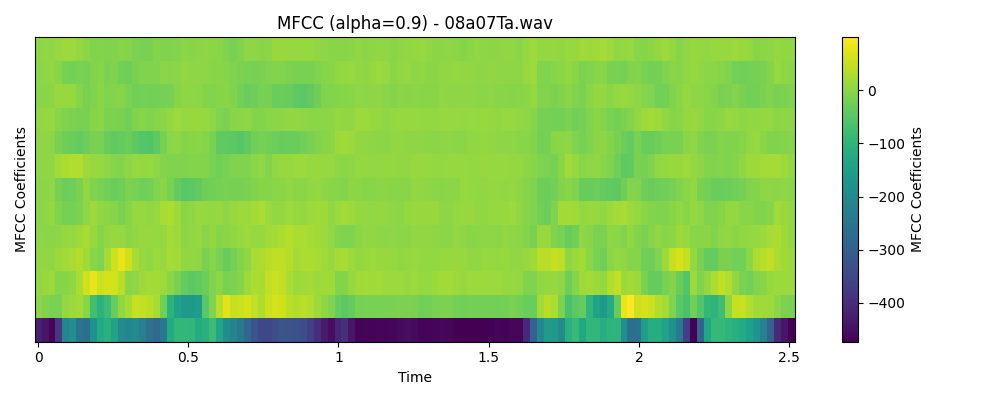 MFCC (alpha=0.9) - 08a07Ta.wav
MFCC Coefficients
0
0.5
1
1.5
2
2.5
Time
0
−100
−200
−300
−400
MFCC Coefficients